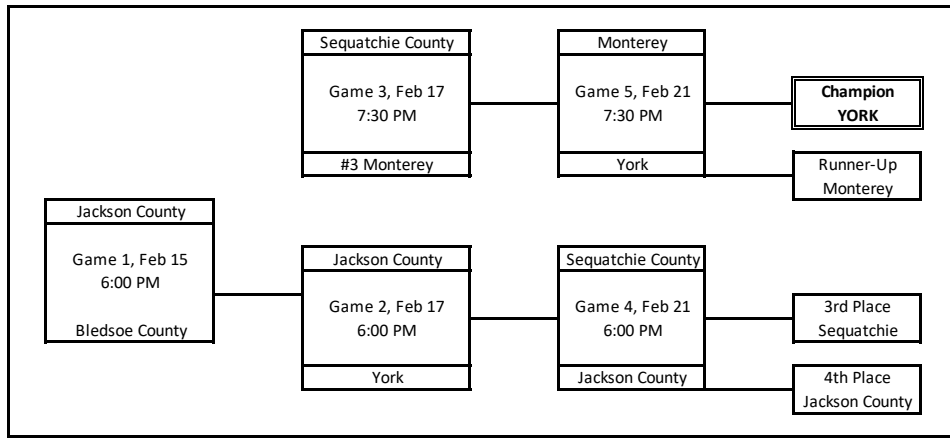 Sequatchie County
Game 3, Feb 17
7:30 PM
#3 Monterey
Monterey
Game 5, Feb 21
7:30 PM
York
Champion
YORK
Runner-Up
Monterey
Jackson County
Game 1, Feb 15
6:00 PM
Bledsoe County
Jackson County
Game 2, Feb 17
6:00 PM
York
Sequatchie County
Game 4, Feb 21
6:00 PM
Jackson County
3rd Place
Sequatchie
4th Place
Jackson County